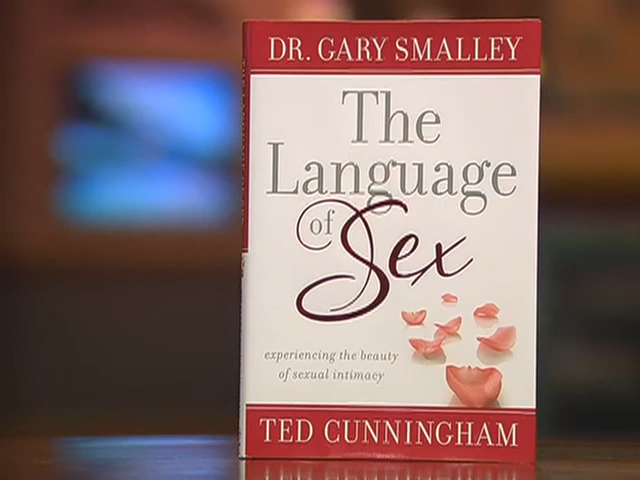 DR. GARY SMALLEY
The
Language
of Sex
experiencing the beauty
of sexual intimacy
TED CUNNINGHAM